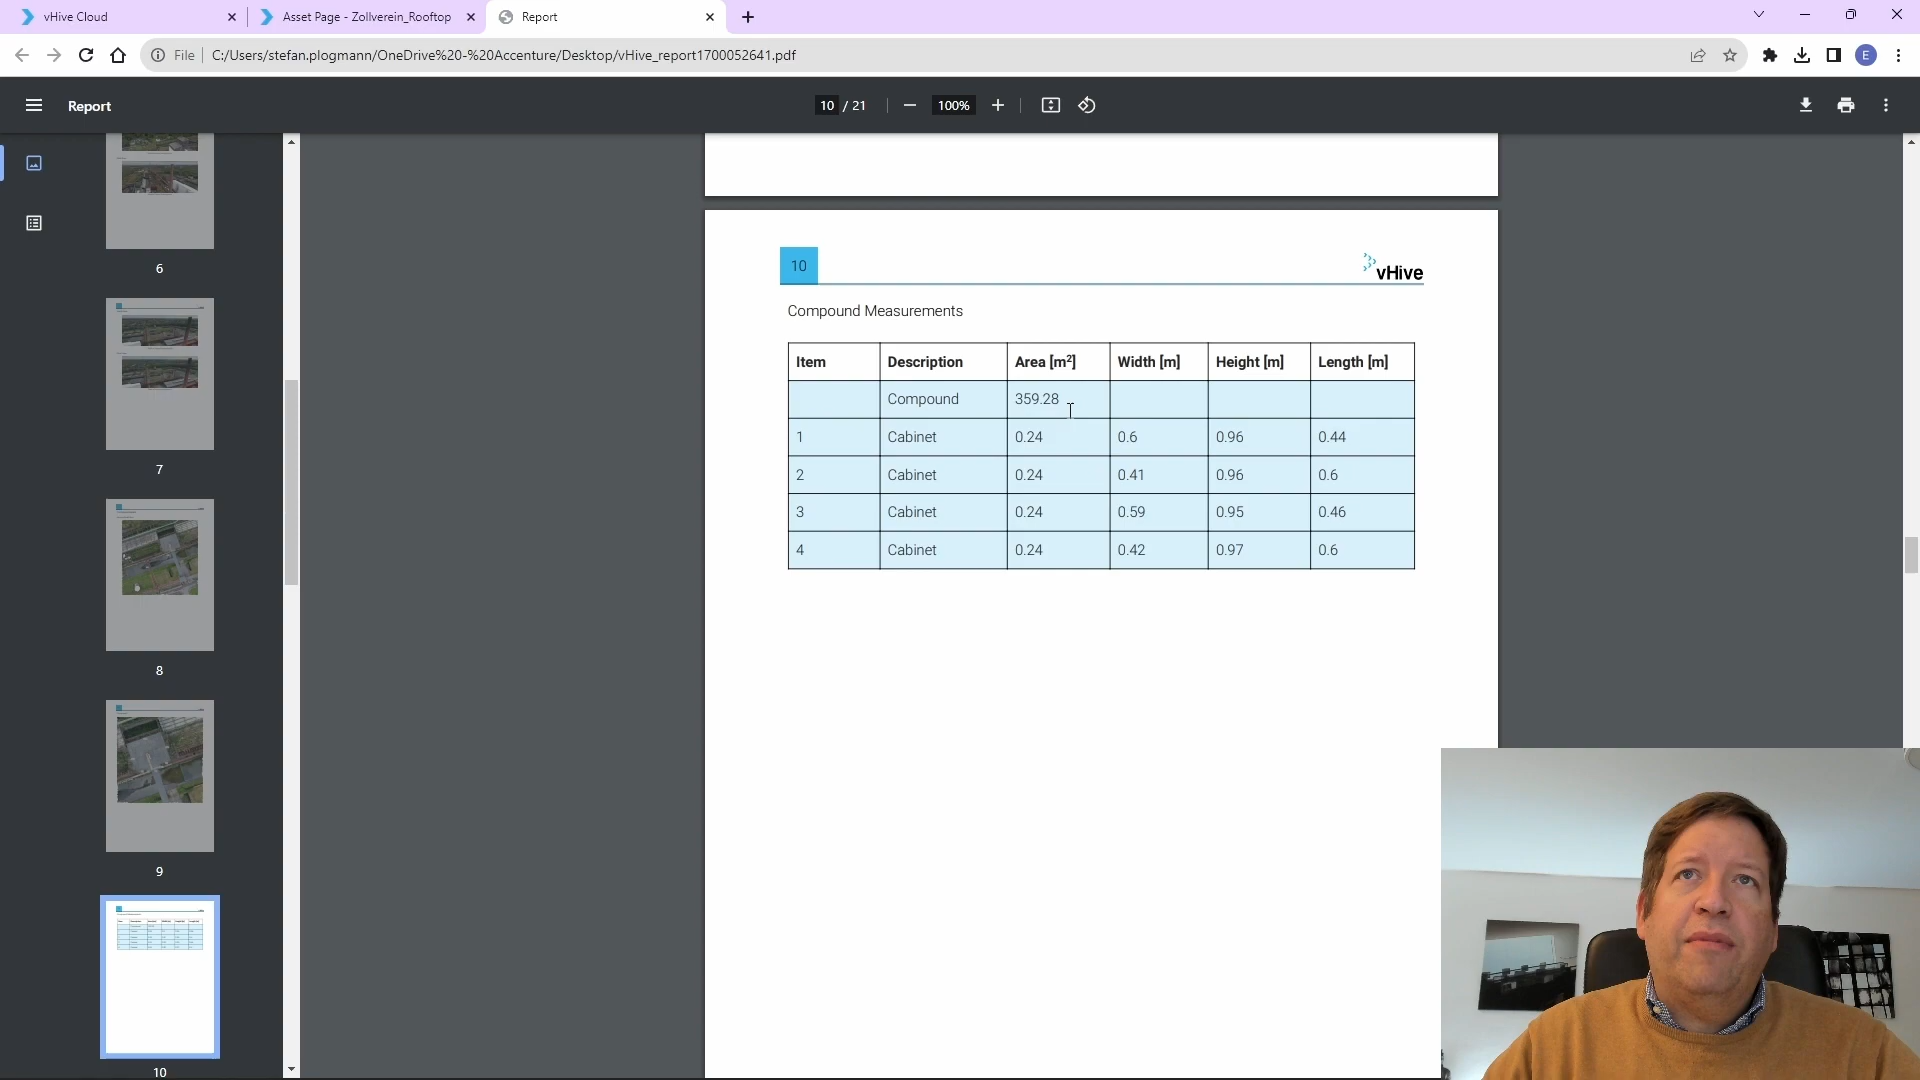 vHive Cloud
Asset Page - Zollverein_Rooftop
Report
File
C:/Users/stefan.plogmann/OneDrive%20-%20Accenture/Desktop/vHive_report1700052641.pdf
E
Report
10 / 21
100%
6
7
8
9
10
10
vHive
Compound Measurements
Item Description Area [m²] Width [m] Height [m] Length [m]
Compound 359.28
1 Cabinet 0.24 0.6 0.96 0.44
2 Cabinet 0.24 0.41 0.96 0.6
3 Cabinet 0.24 0.59 0.95 0.46
4 Cabinet 0.24 0.42 0.97 0.6